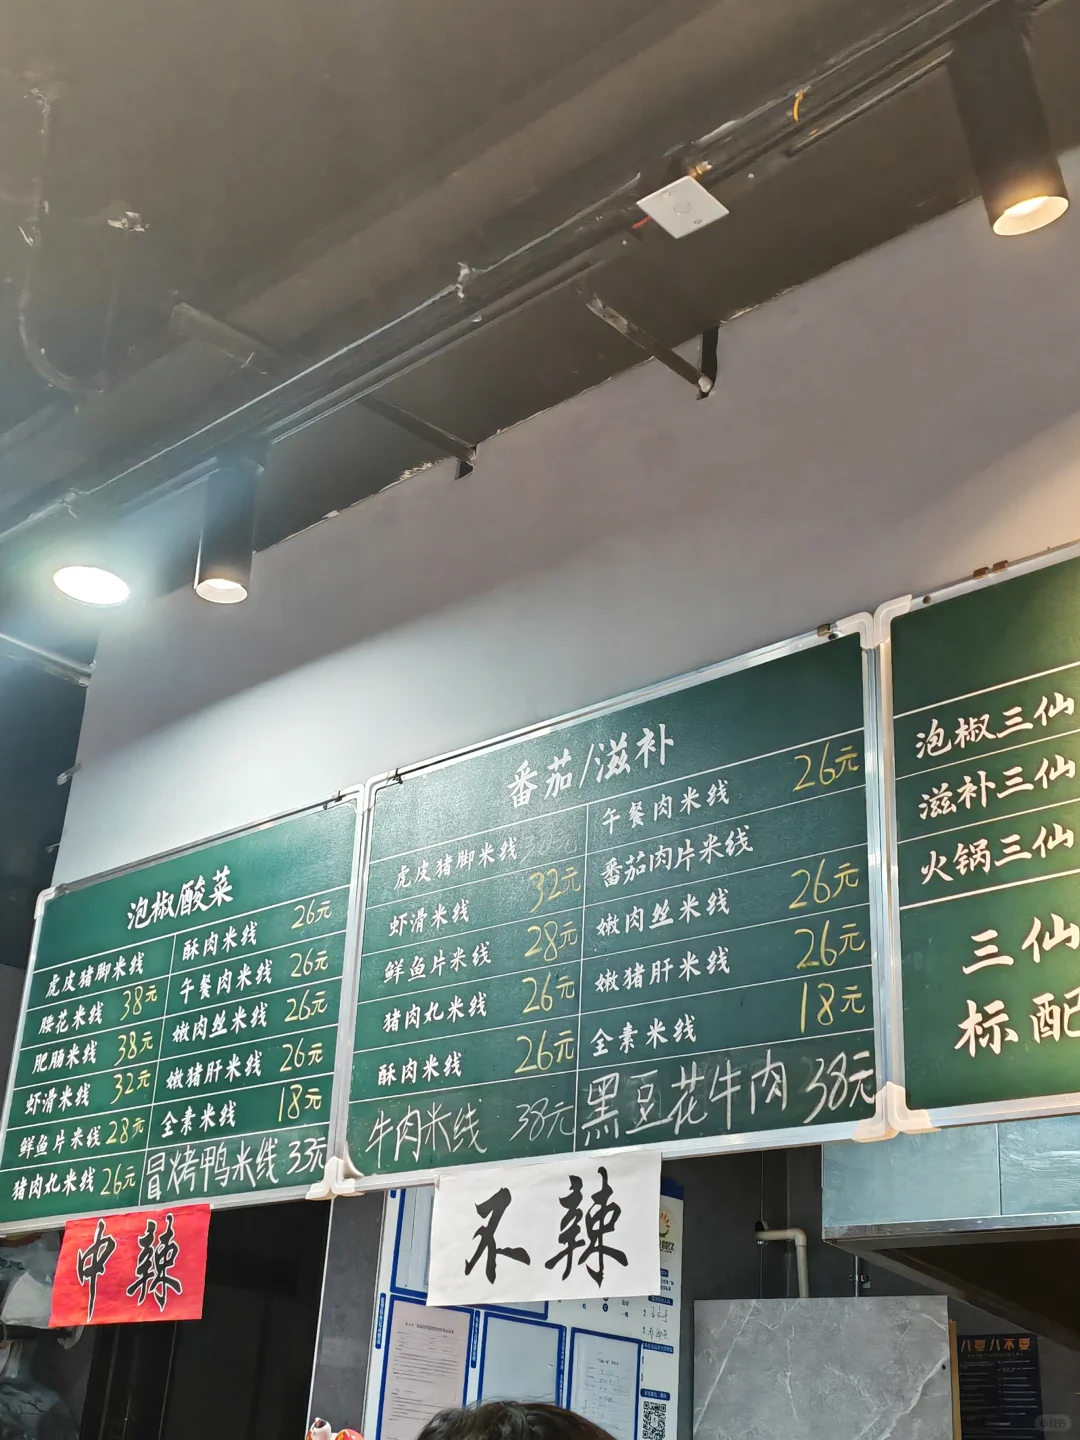 泡椒/酸菜
虎皮猪脚米线
腰花米线 38元
肥肠米线 38元
虾滑米线 32元
鲜鱼片米线 28元
猪肉丸米线 26元
酥肉米线 26元
午餐肉米线 26元
嫩肉丝米线 26元
嫩猪肝米线 26元
全素米线 18元
冒烤鸭米线 33元
番茄/滋补
虎皮猪脚米线
虾滑米线 32元
鲜鱼片米线 28元
猪肉丸米线 26元
酥肉米线 26元
牛肉米线 38元
午餐肉米线 26元
番茄肉片米线
嫩肉丝米线 26元
嫩猪肝米线 26元
全素米线 18元
黑豆花牛肉 38元
泡椒三仙
滋补三仙
火锅三仙
三仙
标配
中辣
不辣
八要八不要
小红书